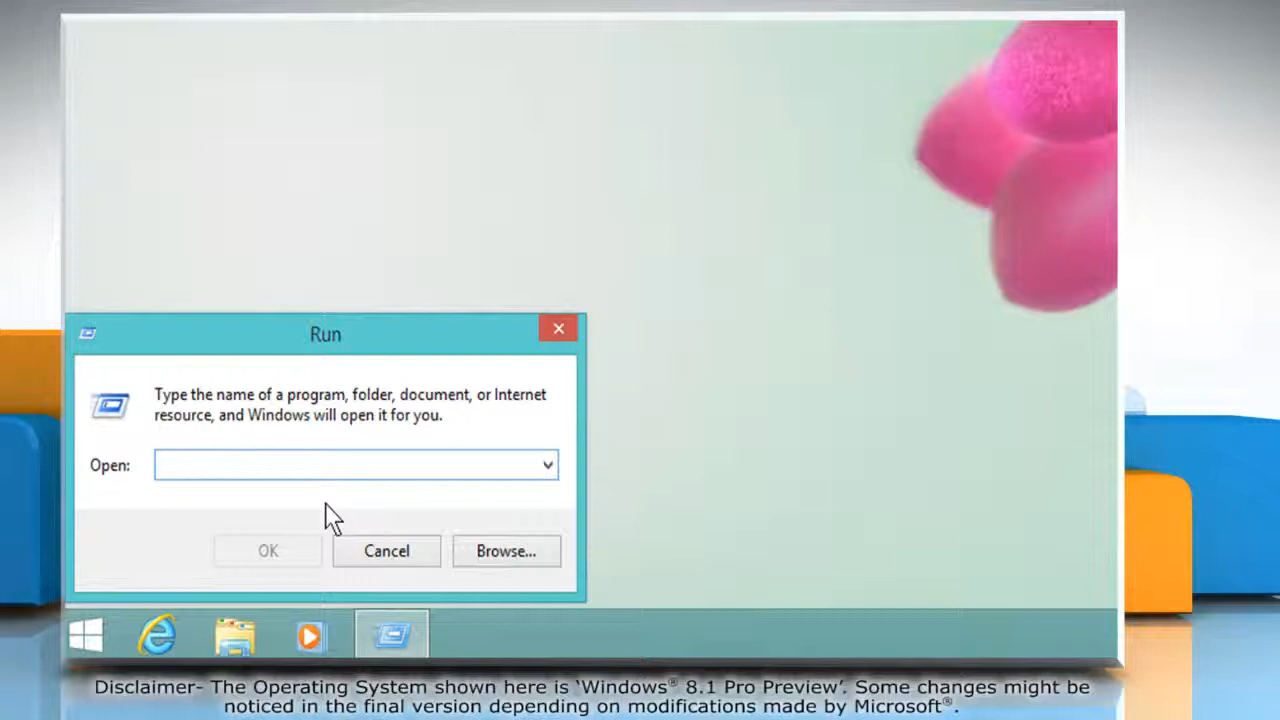 Run
Type the name of a program, folder, document, or Internet
resource, and Windows will open it for you.
Open:
OK
Cancel
Browse...
Disclaimer- The Operating System shown here is 'Windows® 8.1 Pro Preview'. Some changes might be
noticed in the final version depending on modifications made by Microsoft®.